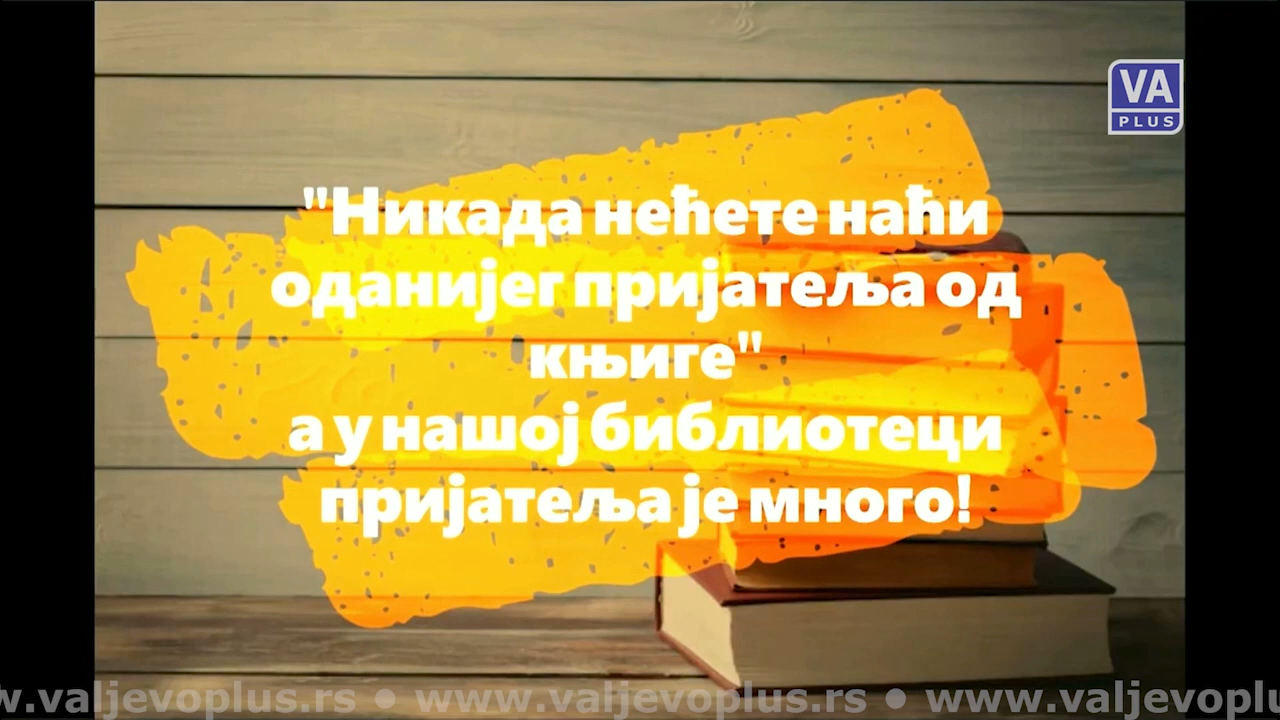 VA
PLUS
"Никада нећете наћи
оданијег пријатеља од
књиге"
а у нашој библиотеци
пријатеља је много!
w.valjevoplus.rs • www.valjevoplus.rs • www.valjevoplu